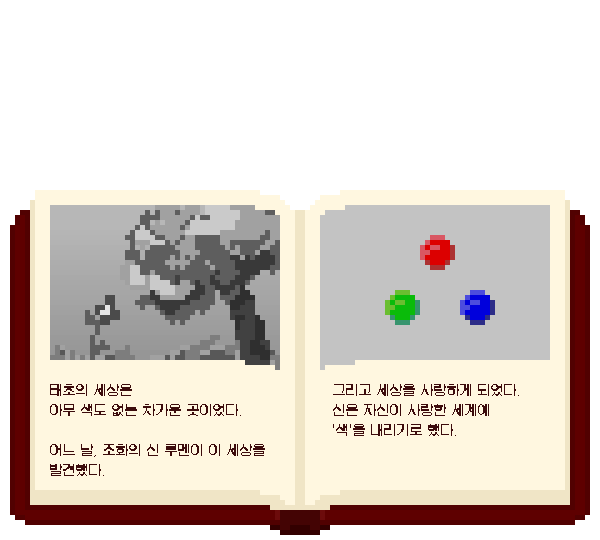 태초의 세상은
아무 색도 없는 차가운 곳이었다.
어느 날, 조화의 신 루멘이 이 세상을
발견했다.
그리고 세상을 사랑하게 되었다.
신은 자신이 사랑한 세계에
'색'을 내리기로 했다.